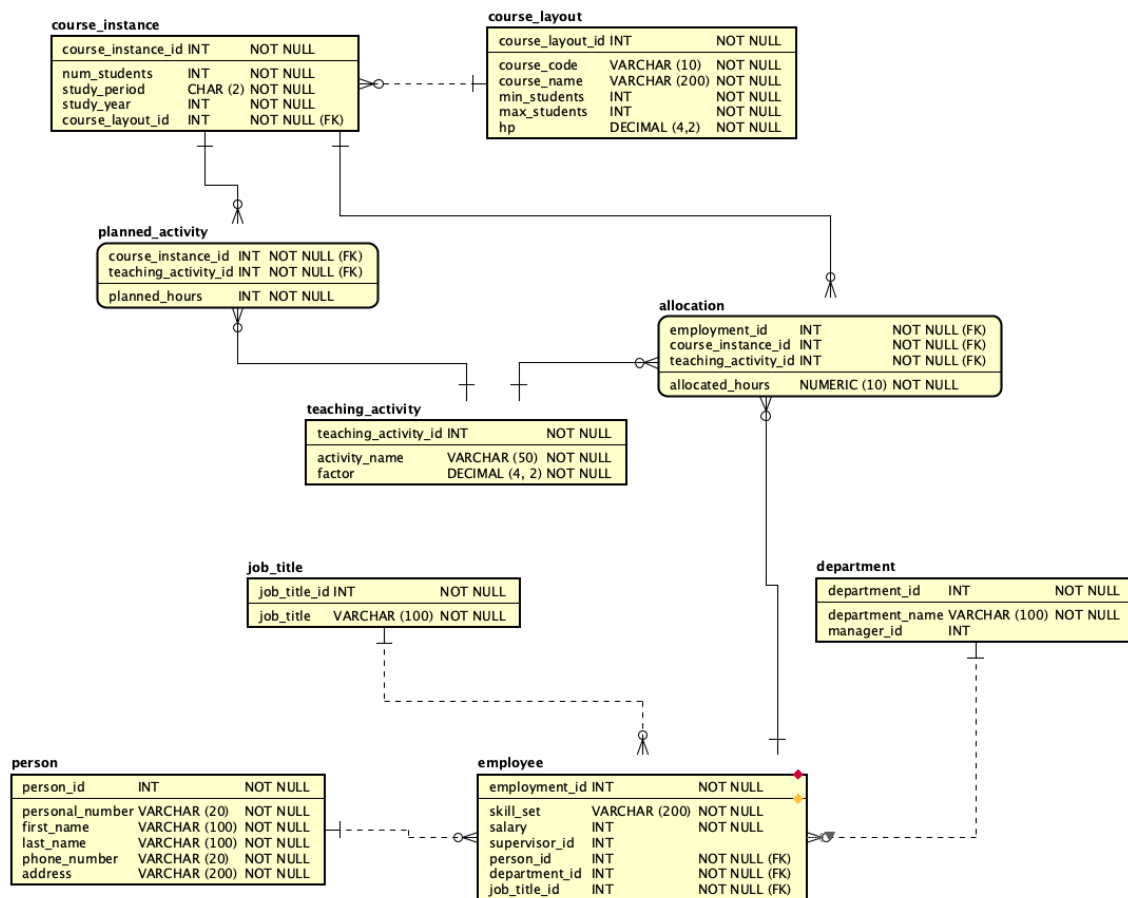 course_instance
course_instance_id INT NOT NULL
num_students INT NOT NULL
study_period CHAR (2) NOT NULL
study_year INT NOT NULL
course_layout_id INT NOT NULL (FK)
course_layout
course_layout_id INT NOT NULL
course_code VARCHAR (10) NOT NULL
course_name VARCHAR (200) NOT NULL
min_students INT NOT NULL
max_students INT NOT NULL
hp DECIMAL (4,2) NOT NULL
planned_activity
course_instance_id INT NOT NULL (FK)
teaching_activity_id INT NOT NULL (FK)
planned_hours INT NOT NULL
allocation
employment_id INT NOT NULL (FK)
course_instance_id INT NOT NULL (FK)
teaching_activity_id INT NOT NULL (FK)
allocated_hours NUMERIC (10) NOT NULL
teaching_activity
teaching_activity_id INT NOT NULL
activity_name VARCHAR (50) NOT NULL
factor DECIMAL (4, 2) NOT NULL
job_title
job_title_id INT NOT NULL
job_title VARCHAR (100) NOT NULL
department
department_id INT NOT NULL
department_name VARCHAR (100) NOT NULL
manager_id INT
person
person_id INT NOT NULL
personal_number VARCHAR (20) NOT NULL
first_name VARCHAR (100) NOT NULL
last_name VARCHAR (100) NOT NULL
phone_number VARCHAR (20) NOT NULL
address VARCHAR (200) NOT NULL
employee
employment_id INT NOT NULL
skill_set VARCHAR (200) NOT NULL
salary INT NOT NULL
supervisor_id INT
person_id INT NOT NULL (FK)
department_id INT NOT NULL (FK)
job_title_id INT NOT NULL (FK)